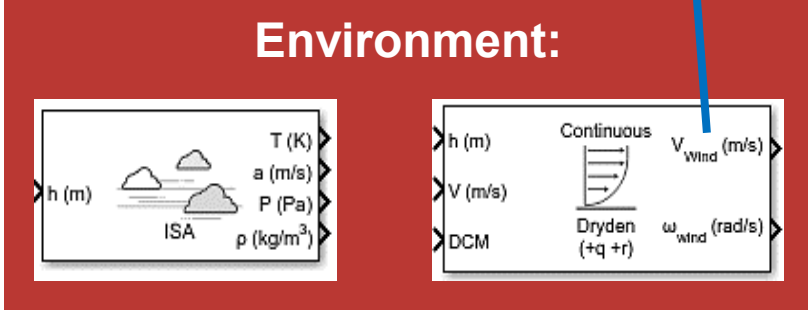 Environment:
h (m)
ISA
T (K)
a (m/s)
P (Pa)
ρ (kg/m³)
h (m)
V (m/s)
DCM
Continuous
Dryden
(+q +r)
V_Wind (m/s)
ω_wind (rad/s)